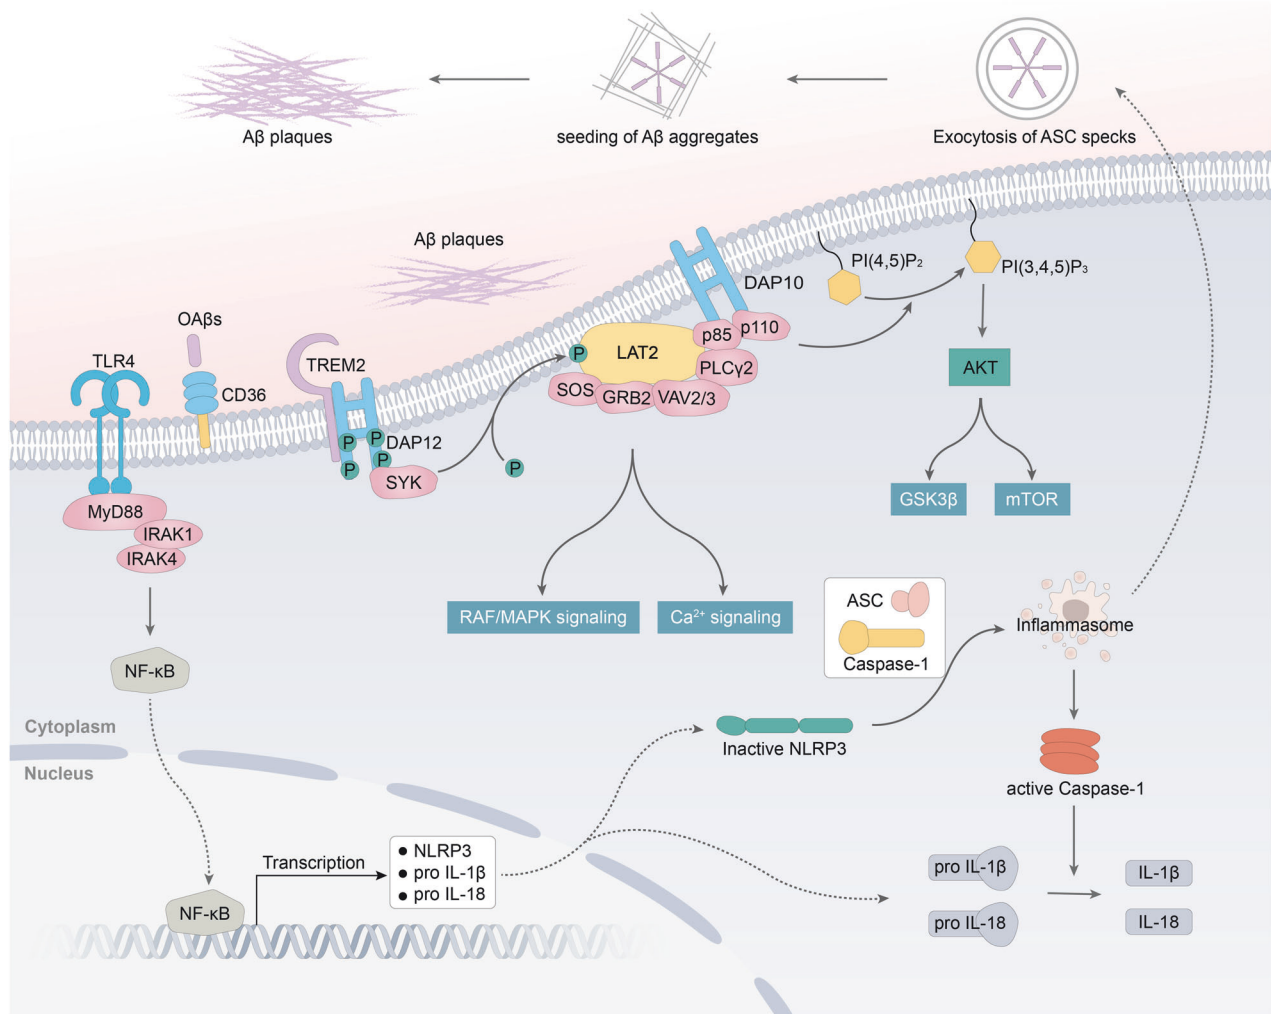 Aβ plaques
seeding of Aβ aggregates
Exocytosis of ASC specks
Aβ plaques
PI(4,5)P₂
PI(3,4,5)P₃
DAP10
OAβs
TLR4
CD36
TREM2
DAP12
SYK
P
P
P
P
P
P
LAT2
p85
p110
PLCγ2
SOS
GRB2
VAV2/3
AKT
GSK3β
mTOR
MyD88
IRAK1
IRAK4
RAF/MAPK signaling
Ca²⁺ signaling
ASC
Caspase-1
Inflammasome
NF-κB
Cytoplasm
Nucleus
Inactive NLRP3
active Caspase-1
Transcription
● NLRP3
● pro IL-1β
● pro IL-18
NF-κB
pro IL-1β
IL-1β
pro IL-18
IL-18